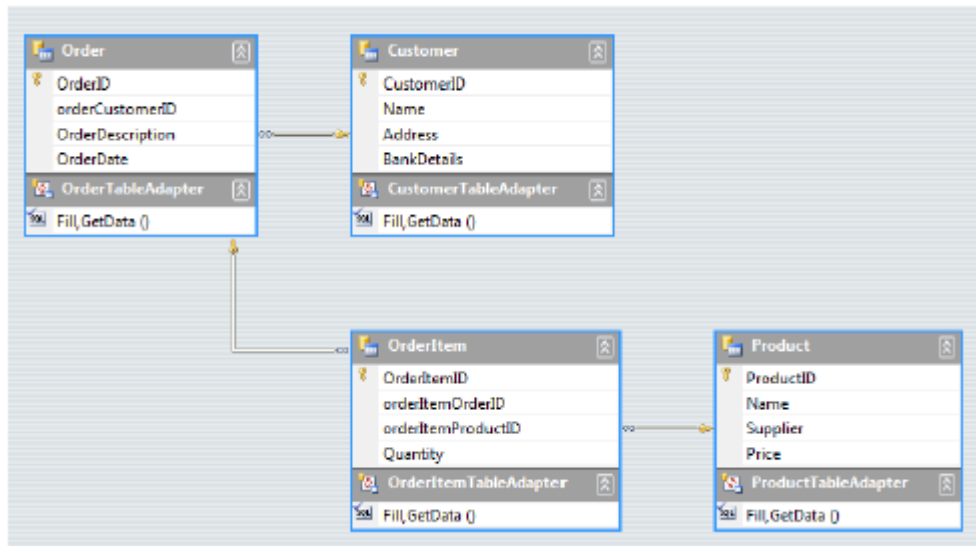 Order
OrderID
orderCustomerID
OrderDescription
OrderDate
OrderTableAdapter
Fill,GetData ()
Customer
CustomerID
Name
Address
BankDetails
CustomerTableAdapter
Fill,GetData ()
OrderItem
OrderItemID
orderItemOrderID
orderItemProductID
Quantity
OrderItemTableAdapter
Fill,GetData ()
Product
ProductID
Name
Supplier
Price
ProductTableAdapter
Fill,GetData ()